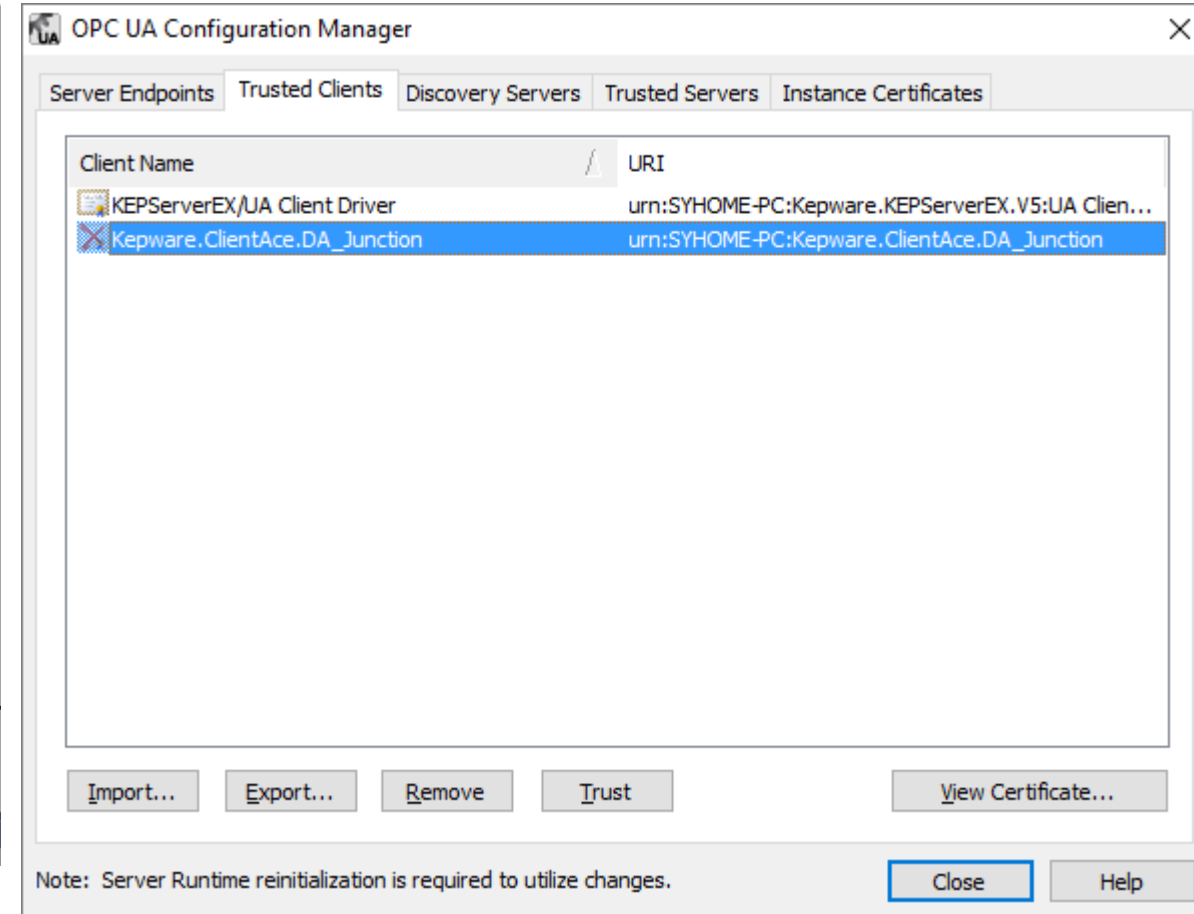 OPC UA Configuration Manager
Server Endpoints Trusted Clients Discovery Servers Trusted Servers Instance Certificates
Client Name URI
KEPServerEX/UA Client Driver urn:SYHOME-PC:Kepware.KEPServerEX.V5:UA Clien...
Kepware.ClientAce.DA_Junction urn:SYHOME-PC:Kepware.ClientAce.DA_Junction
Import... Export... Remove Trust View Certificate...
Note: Server Runtime reinitialization is required to utilize changes. Close Help